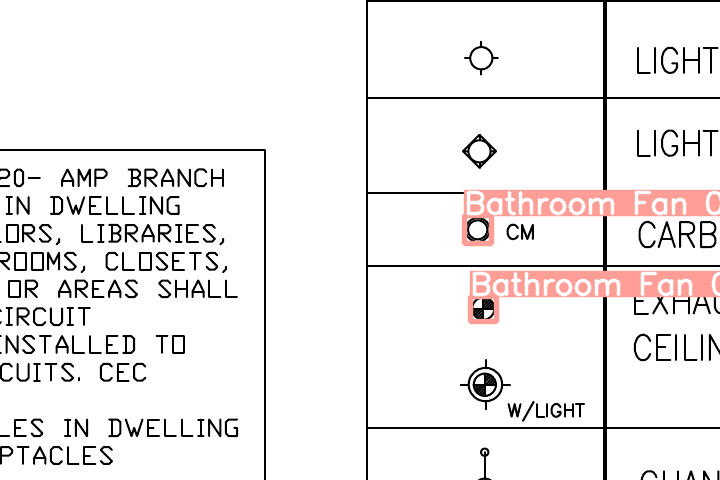 20- AMP BRANCH
IN DWELLING
LORS, LIBRARIES,
ROOMS, CLOSETS,
OR AREAS SHALL
CIRCUIT
INSTALLED TO
CUITS. CEC
LES IN DWELLING
PTACLES
LIGHT
LIGHT
Bathroom Fan 0
CM
CARB
Bathroom Fan 0
EXHAU
CEILIN
W/LIGHT